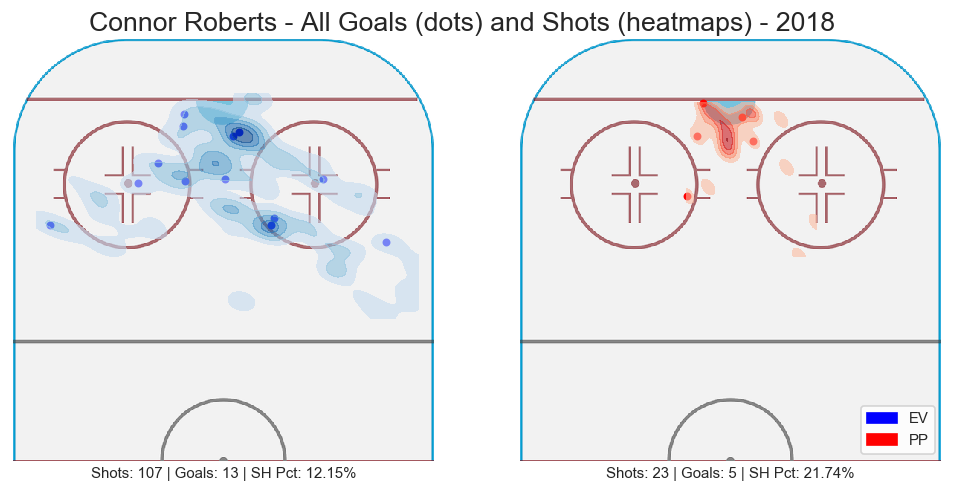 Connor Roberts - All Goals (dots) and Shots (heatmaps) - 2018
EV
PP
Shots: 107 | Goals: 13 | SH Pct: 12.15%
Shots: 23 | Goals: 5 | SH Pct: 21.74%